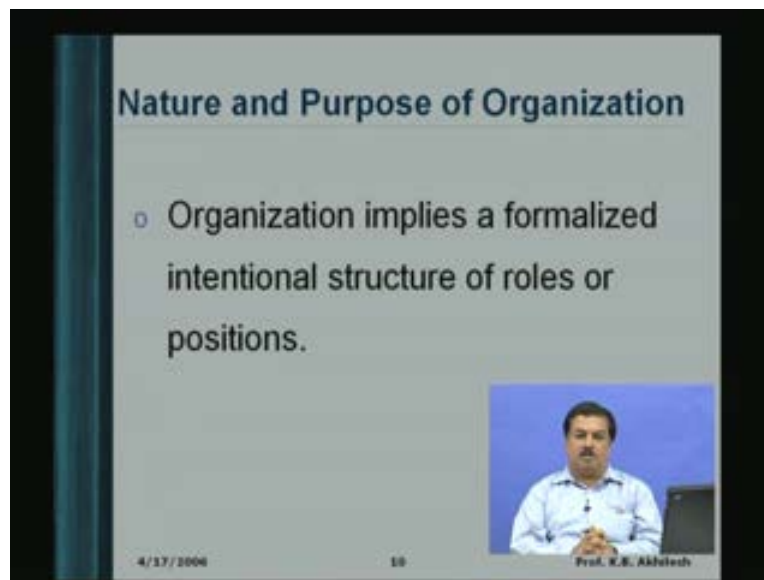 Nature and Purpose of Organization
o Organization implies a formalized
intentional structure of roles or
positions.
4/17/2006
10
Prof. K.B. Akhilesh